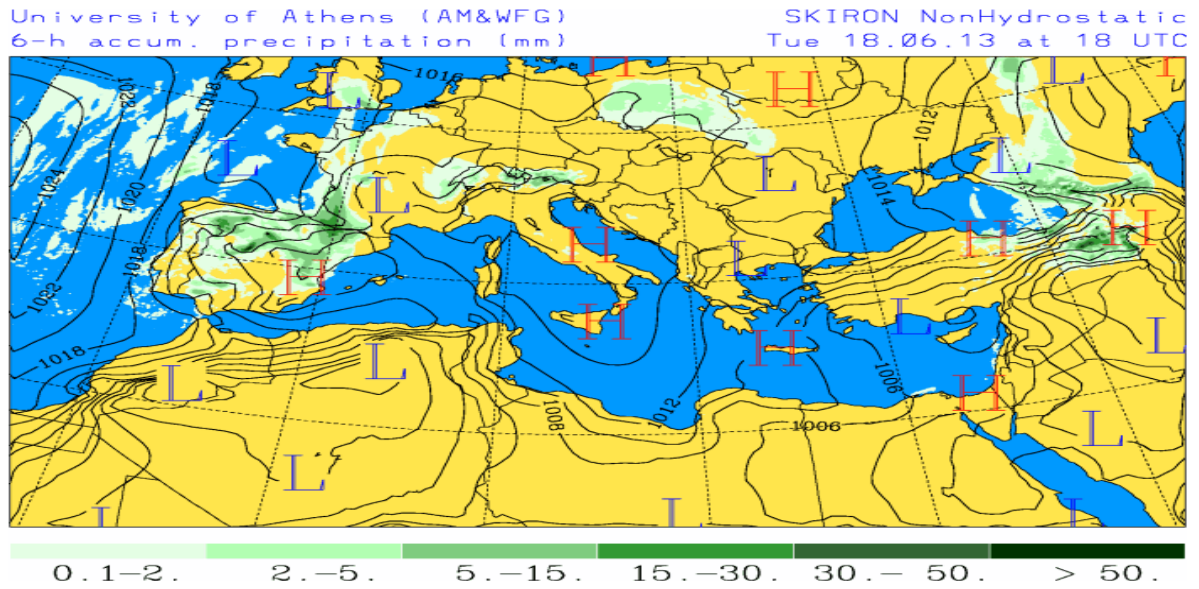 University of Athens (AM&WFG) SKIRON NonHydrostatic
6-h accum. precipitation (mm) Tue 18.06.13 at 18 UTC
H
L H L
1022 1018 1016
1012
L L L
1024 1020 L 1014
H H H
1018 H L
1022 H L L
1018 H
L L 1006 H
1008 1012 1006 L
L L L L
0.1-2. 2.-5. 5.-15. 15.-30. 30.- 50. > 50.